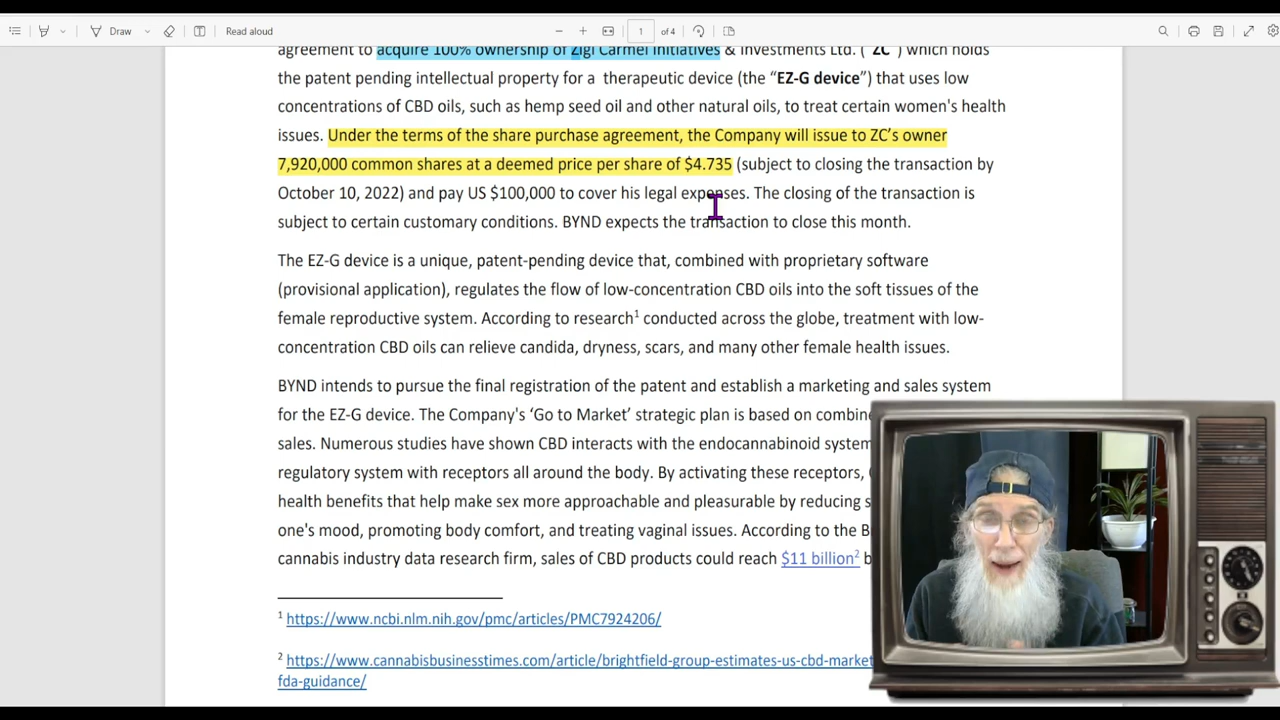 Draw
Read aloud
1 of 4
agreement to acquire 100% ownership of Zigi Carmel Initiatives & Investments Ltd. ("ZC") which holds
the patent pending intellectual property for a therapeutic device (the “EZ-G device”) that uses low
concentrations of CBD oils, such as hemp seed oil and other natural oils, to treat certain women's health
issues. Under the terms of the share purchase agreement, the Company will issue to ZC’s owner
7,920,000 common shares at a deemed price per share of $4.735 (subject to closing the transaction by
October 10, 2022) and pay US $100,000 to cover his legal expenses. The closing of the transaction is
subject to certain customary conditions. BYND expects the transaction to close this month.
The EZ-G device is a unique, patent-pending device that, combined with proprietary software
(provisional application), regulates the flow of low-concentration CBD oils into the soft tissues of the
female reproductive system. According to research1 conducted across the globe, treatment with low-
concentration CBD oils can relieve candida, dryness, scars, and many other female health issues.
BYND intends to pursue the final registration of the patent and establish a marketing and sales system
for the EZ-G device. The Company's ‘Go to Market’ strategic plan is based on
sales. Numerous studies have shown CBD interacts with the endocannabinoid system
regulatory system with receptors all around the body. By activating these receptors,
health benefits that help make sex more approachable and pleasurable by reducing
one's mood, promoting body comfort, and treating vaginal issues. According to the
cannabis industry data research firm, sales of CBD products could reach $11 billion2
1 https://www.ncbi.nlm.nih.gov/pmc/articles/PMC7924206/
2 https://www.cannabisbusinesstimes.com/article/brightfield-group-estimates-us-cbd-market
fda-guidance/